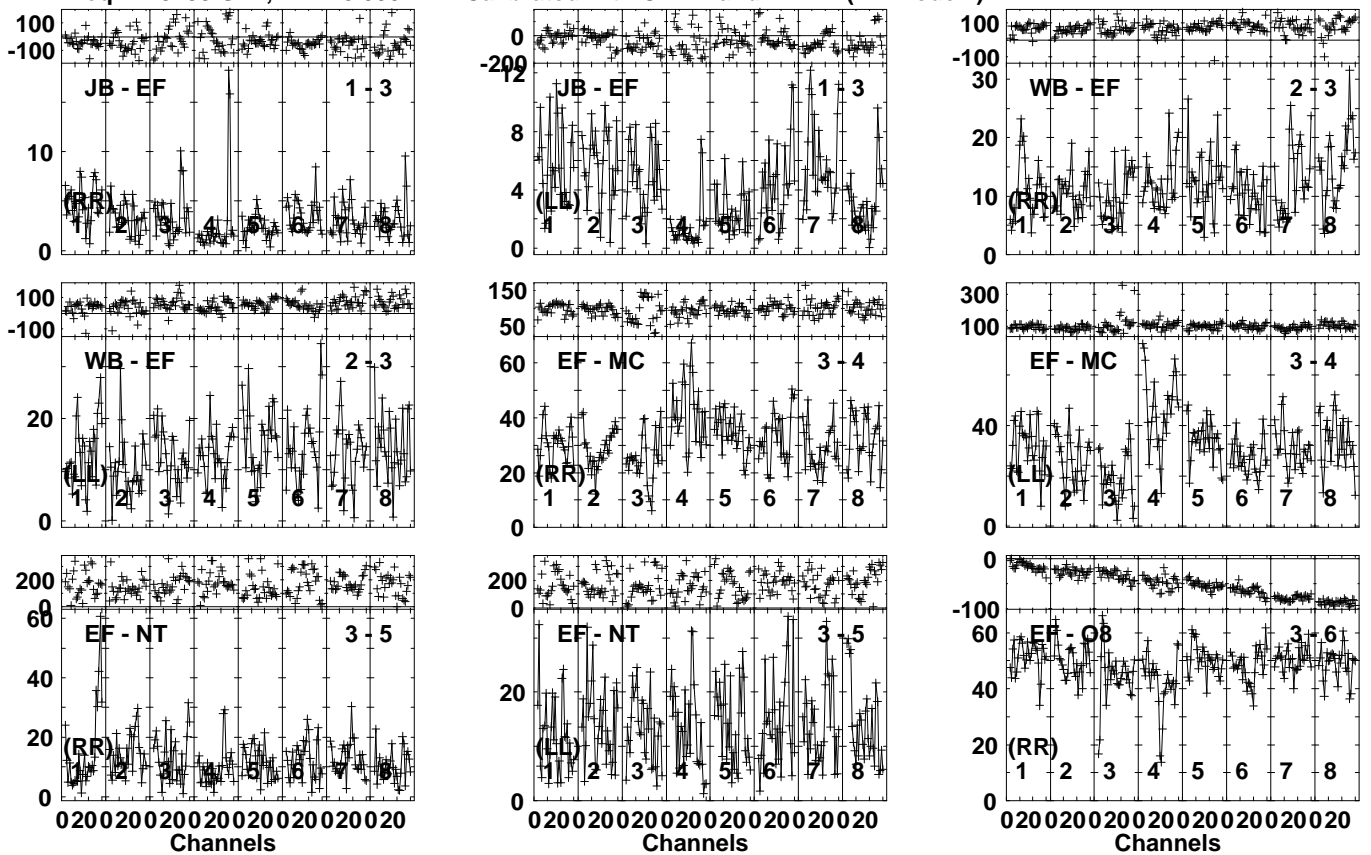 100
-100
JB - EF 1 - 3
10
(RR)
1 2 3 4 5 6 7 8
0
0
-200
12
JB - EF 1 - 3
8
4
(LL)
1 2 3 4 5 6 7 8
0
100
-100
30
WB - EF 2 - 3
20
10
(RR)
1 2 3 4 5 6 7 8
0
100
-100
WB - EF 2 - 3
20
(LL)
1 2 3 4 5 6 7 8
0
150
50
60
EF - MC 3 - 4
40
20
(RR)
1 2 3 4 5 6 7 8
0
300
100
EF - MC 3 - 4
40
(LL)
1 2 3 4 5 6 7 8
0
200
0
60
EF - NT 3 - 5
40
20
(RR)
1 2 3 4 5 6 7 8
0
020020020020020020020020
Channels
200
0
EF - NT 3 - 5
20
(LL)
1 2 3 4 5 6 7 8
0
020020020020020020020020
Channels
0
-100
60
EF - O8 3 - 6
40
20
(RR)
1 2 3 4 5 6 7 8
0
020020020020020020020020
Channels